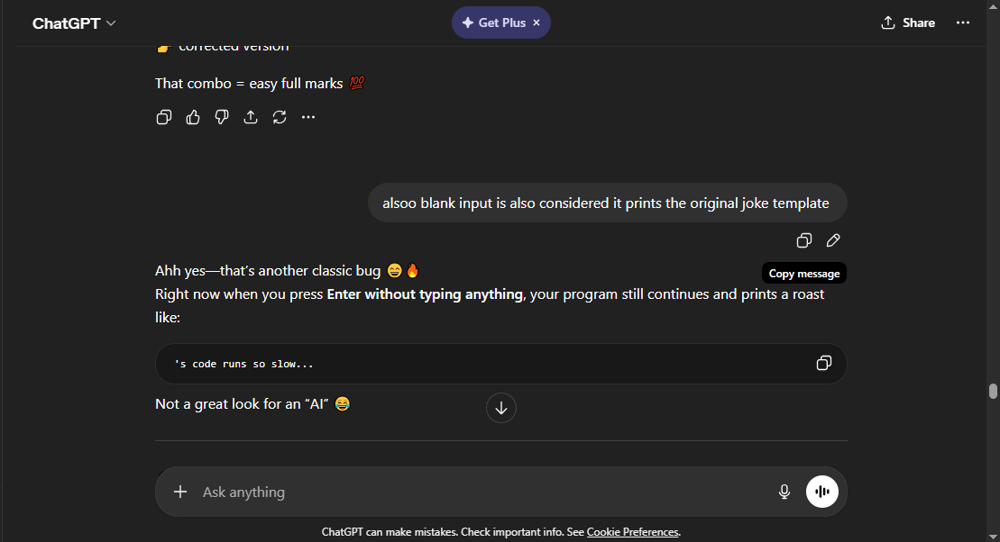 ChatGPT
Get Plus ×
Share
corrected version
That combo = easy full marks 💯
alsoo blank input is also considered it prints the original joke template
Copy message
Ahh yes—that's another classic bug 😄🔥
Right now when you press Enter without typing anything, your program still continues and prints a roast
like:
's code runs so slow...
Not a great look for an “AI” 😂
Ask anything
ChatGPT can make mistakes. Check important info. See Cookie Preferences.